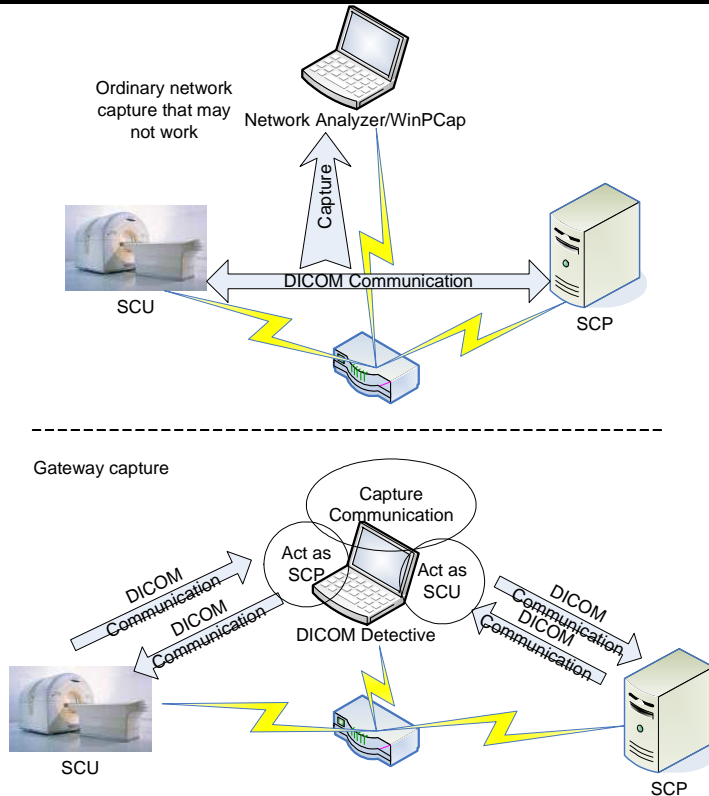 Ordinary network
capture that may
not work
Network Analyzer/WinPCap
Capture
DICOM Communication
SCU
SCP
Gateway capture
Capture
Communication
Act as
SCP
Act as
SCU
DICOM
Communication
DICOM
Communication
DICOM
Communication
DICOM
Communication
DICOM Detective
SCU
SCP